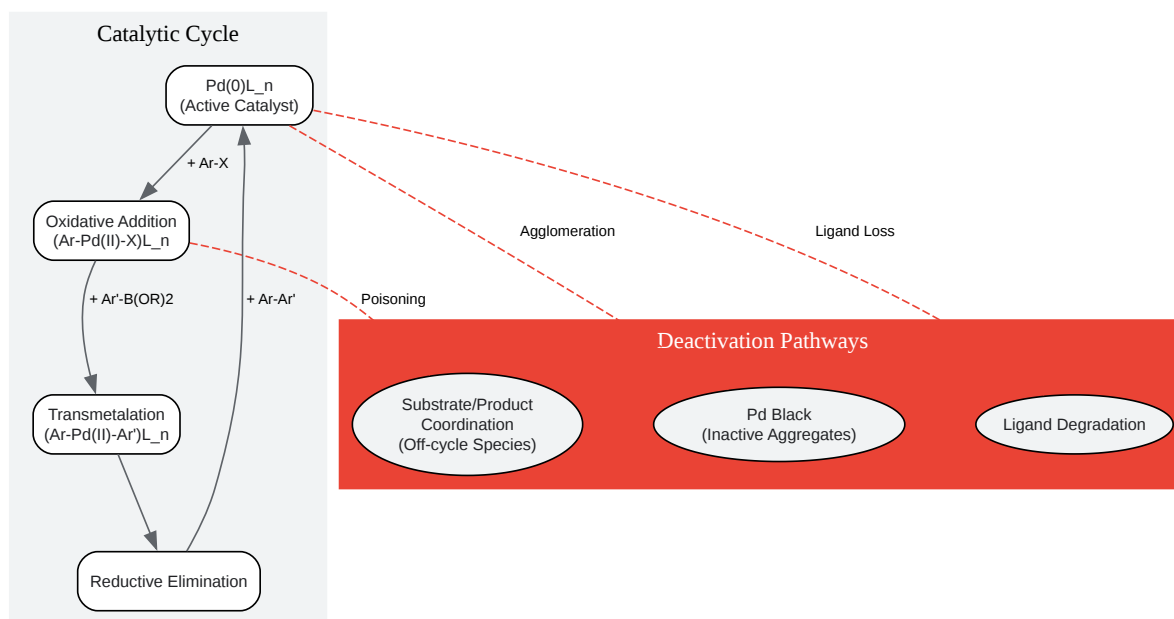 Catalytic Cycle
Pd(0)L_n
(Active Catalyst)
+ Ar-X
Oxidative Addition
(Ar-Pd(II)-X)L_n
+ Ar'-B(OR)2
+ Ar-Ar'
Transmetalation
(Ar-Pd(II)-Ar')L_n
Reductive Elimination
Agglomeration
Ligand Loss
Poisoning
Deactivation Pathways
Substrate/Product
Coordination
(Off-cycle Species)
Pd Black
(Inactive Aggregates)
Ligand Degradation